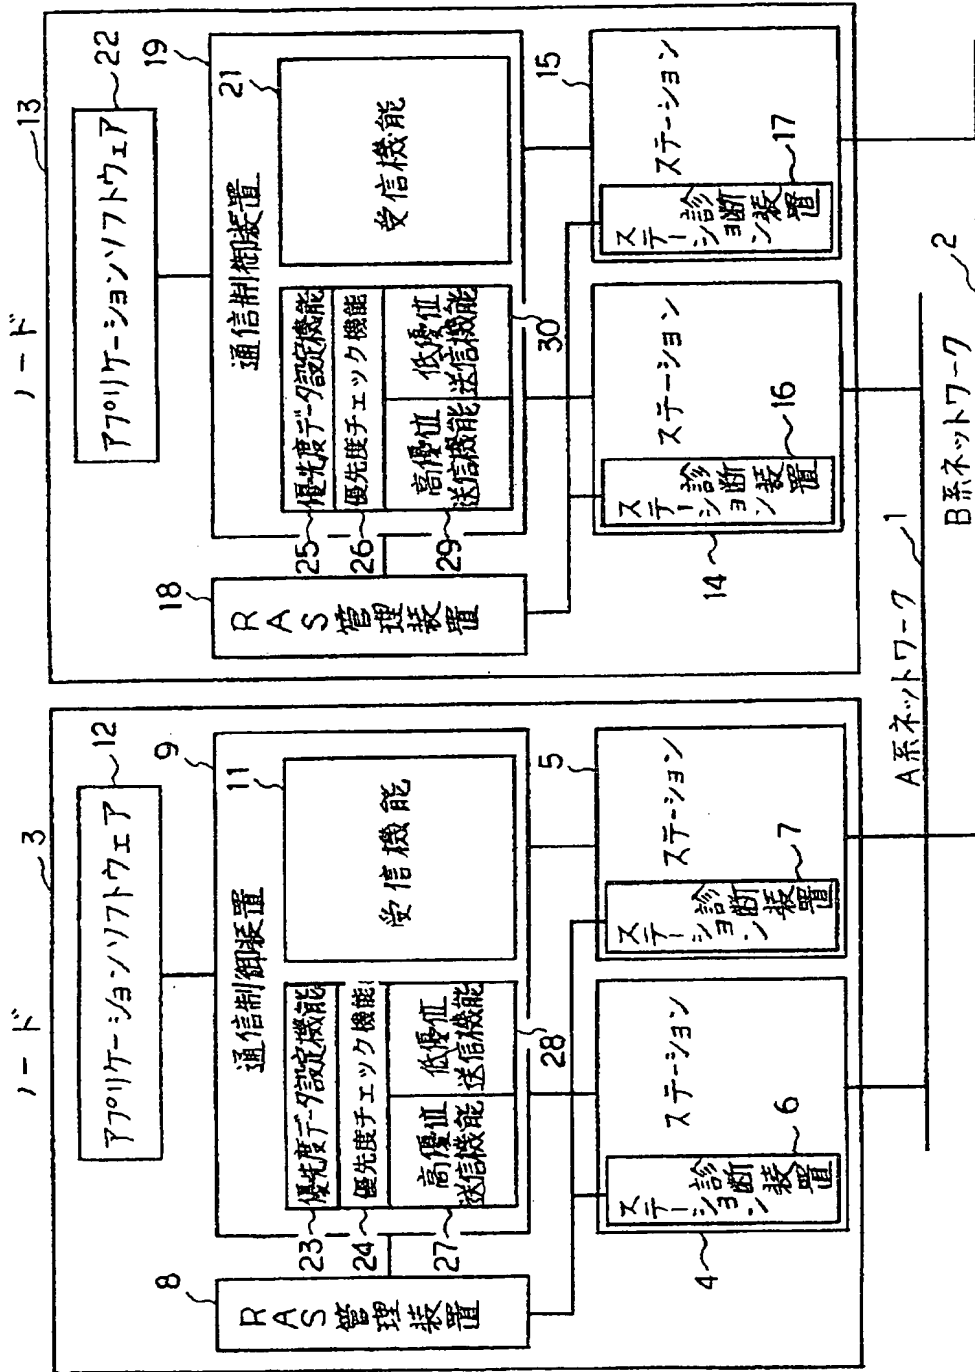 ノード
3
アプリケーションソフトウェア
12
9
通信制御装置
11
受信機能
優先度データ設定機能
23
優先度チェック機能
24
高優位
送信機能
27
低優位
送信機能
28
8
RAS管理装置
ステーション
ステーション
診断装置
6
4
ステーション
5
ステーション
診断装置
7
ノード
13
アプリケーションソフトウェア
22
19
通信制御装置
21
受信機能
優先度データ設定機能
25
優先度チェック機能
26
高優位
送信機能
29
低優位
送信機能
30
18
RAS管理装置
ステーション
ステーション
診断装置
16
14
ステーション
15
ステーション
診断装置
17
A系ネットワーク
1
B系ネットワーク
2